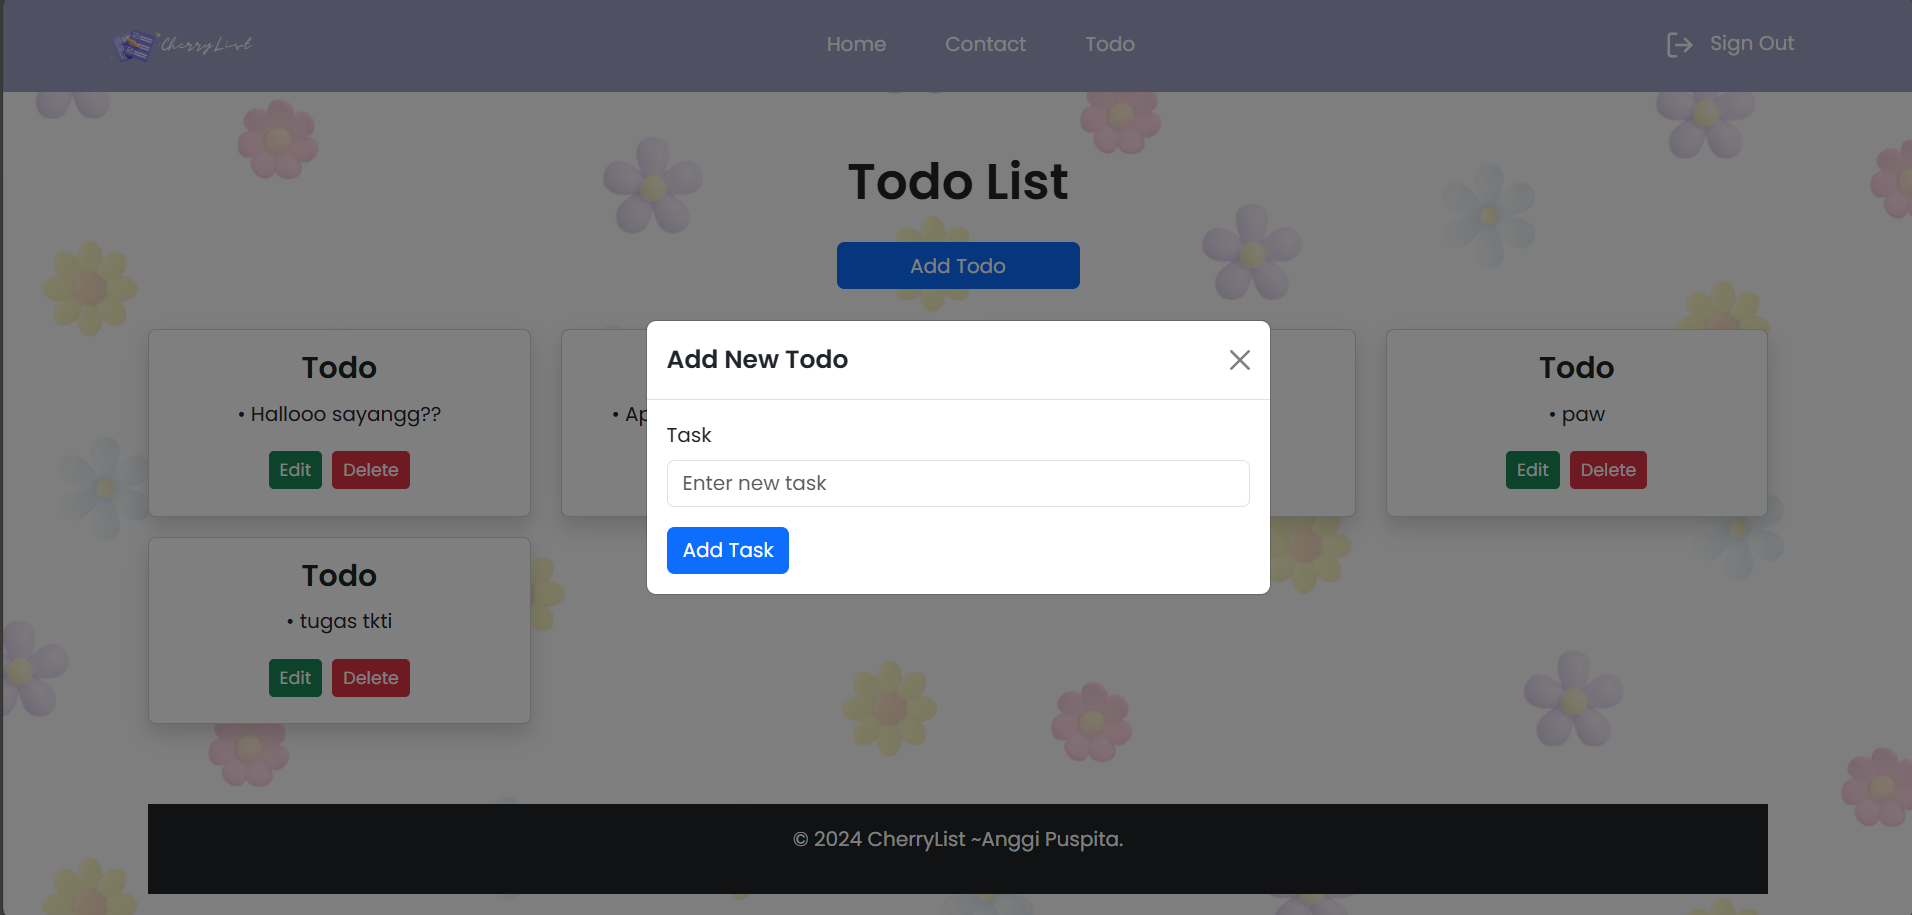 CherryList
Home Contact Todo
Sign Out
Todo List
Add Todo
Add New Todo
Task
Enter new task
Add Task
Todo
• Hallooo sayangg??
Edit Delete
Todo
• paw
Edit Delete
Todo
• tugas tkti
Edit Delete
© 2024 CherryList ~Anggi Puspita.